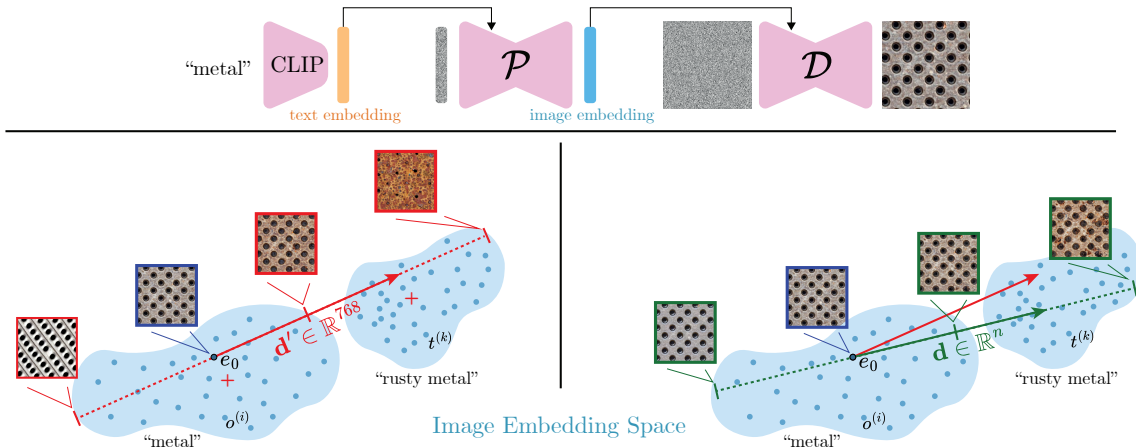 “metal”
CLIP
𝒫
𝒟
text embedding
image embedding
d′ ∈ ℝ⁷⁶⁸
e₀
t⁽ᵏ⁾
“rusty metal”
o⁽ⁱ⁾
“metal”
d ∈ ℝⁿ
e₀
t⁽ᵏ⁾
“rusty metal”
o⁽ⁱ⁾
“metal”
Image Embedding Space